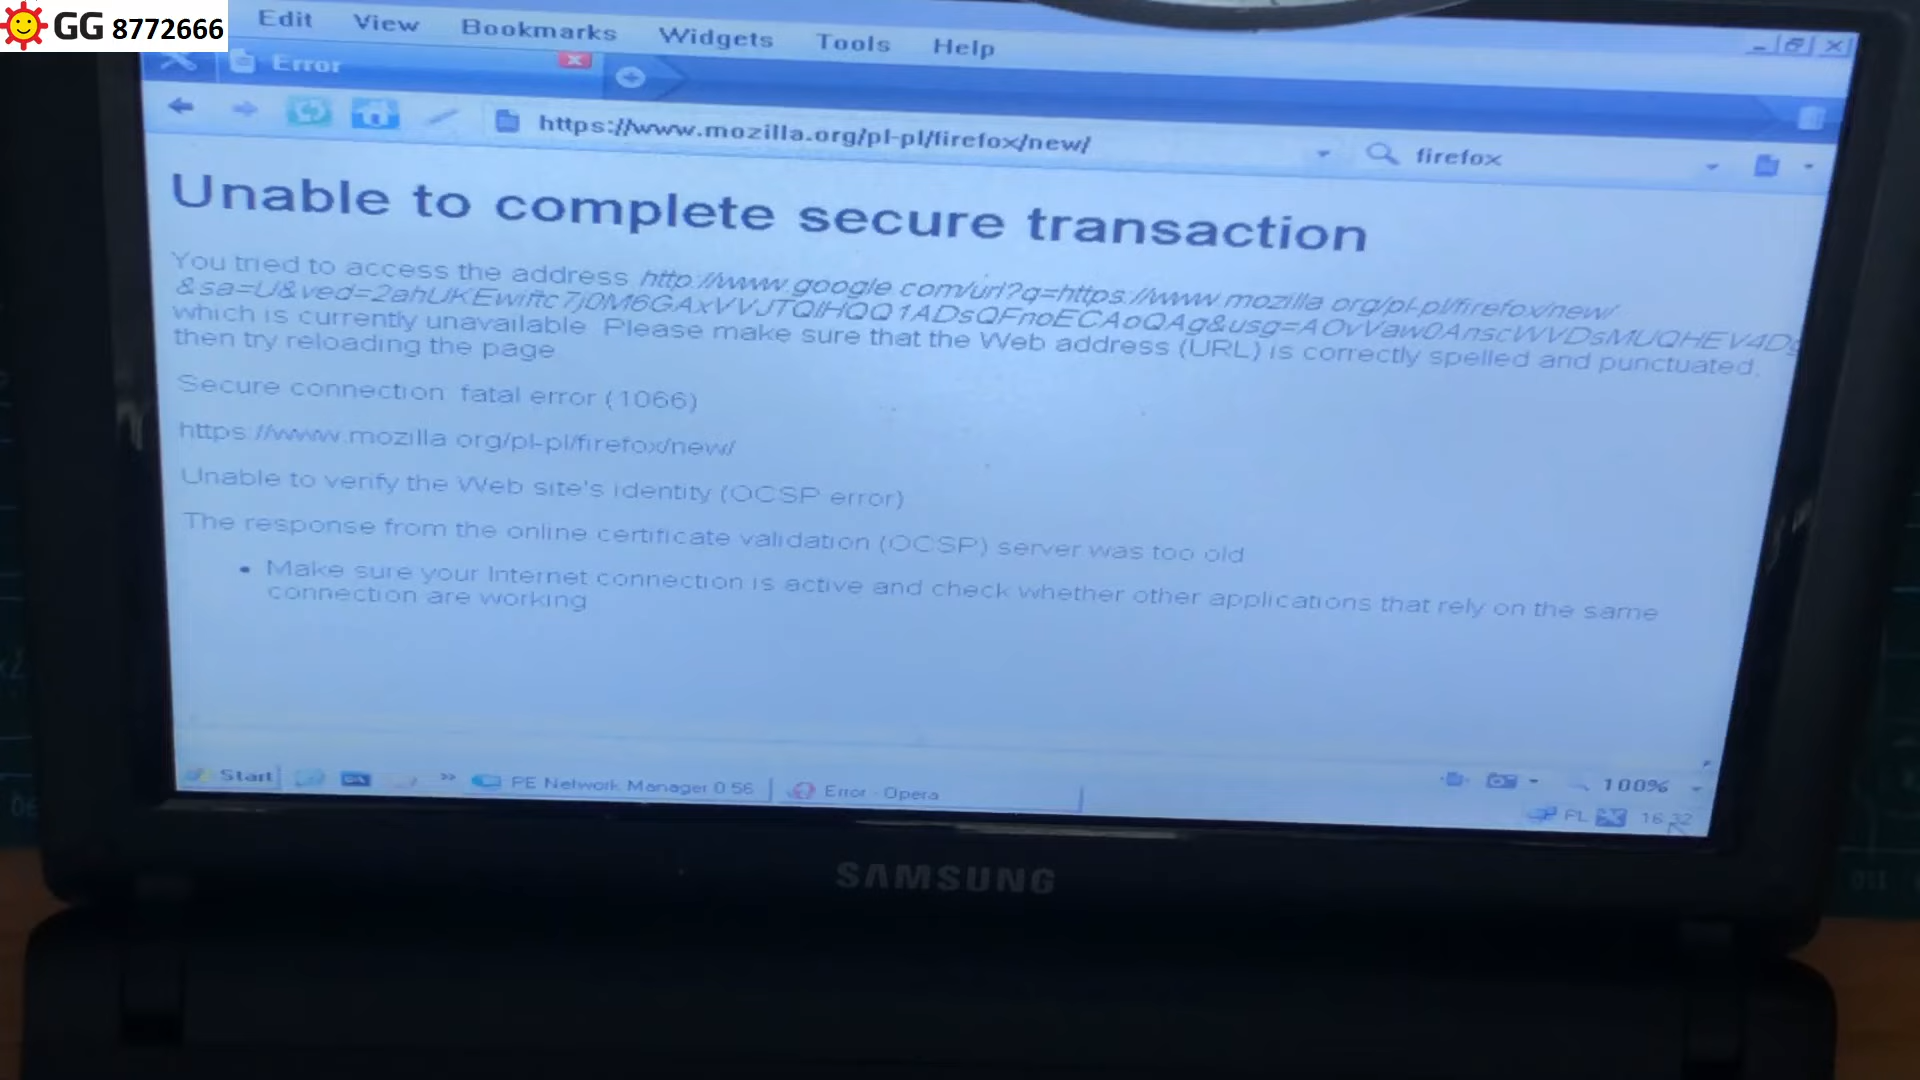 GG 8772666
Edit View Bookmarks Widgets Tools Help
Error
https://www.mozilla.org/pl-pl/firefox/new/ firefox
Unable to complete secure transaction
You tried to access the address http://www.google.com/url?q=https://www.mozilla.org/pl-pl/firefox/new/
which is currently unavailable. Please make sure that the Web address (URL) is correctly spelled and punctuated,
then try reloading the page.
Secure connection: fatal error (1066)
https://www.mozilla.org/pl-pl/firefox/new/
Unable to verify the Web site's identity (OCSP error)
The response from the online certificate validation (OCSP) server was too old
Make sure your Internet connection is active and check whether other applications that rely on the same
connection are working
100%
Start » PE Network Manager 0.56 Error - Opera
PL 16:32
SAMSUNG